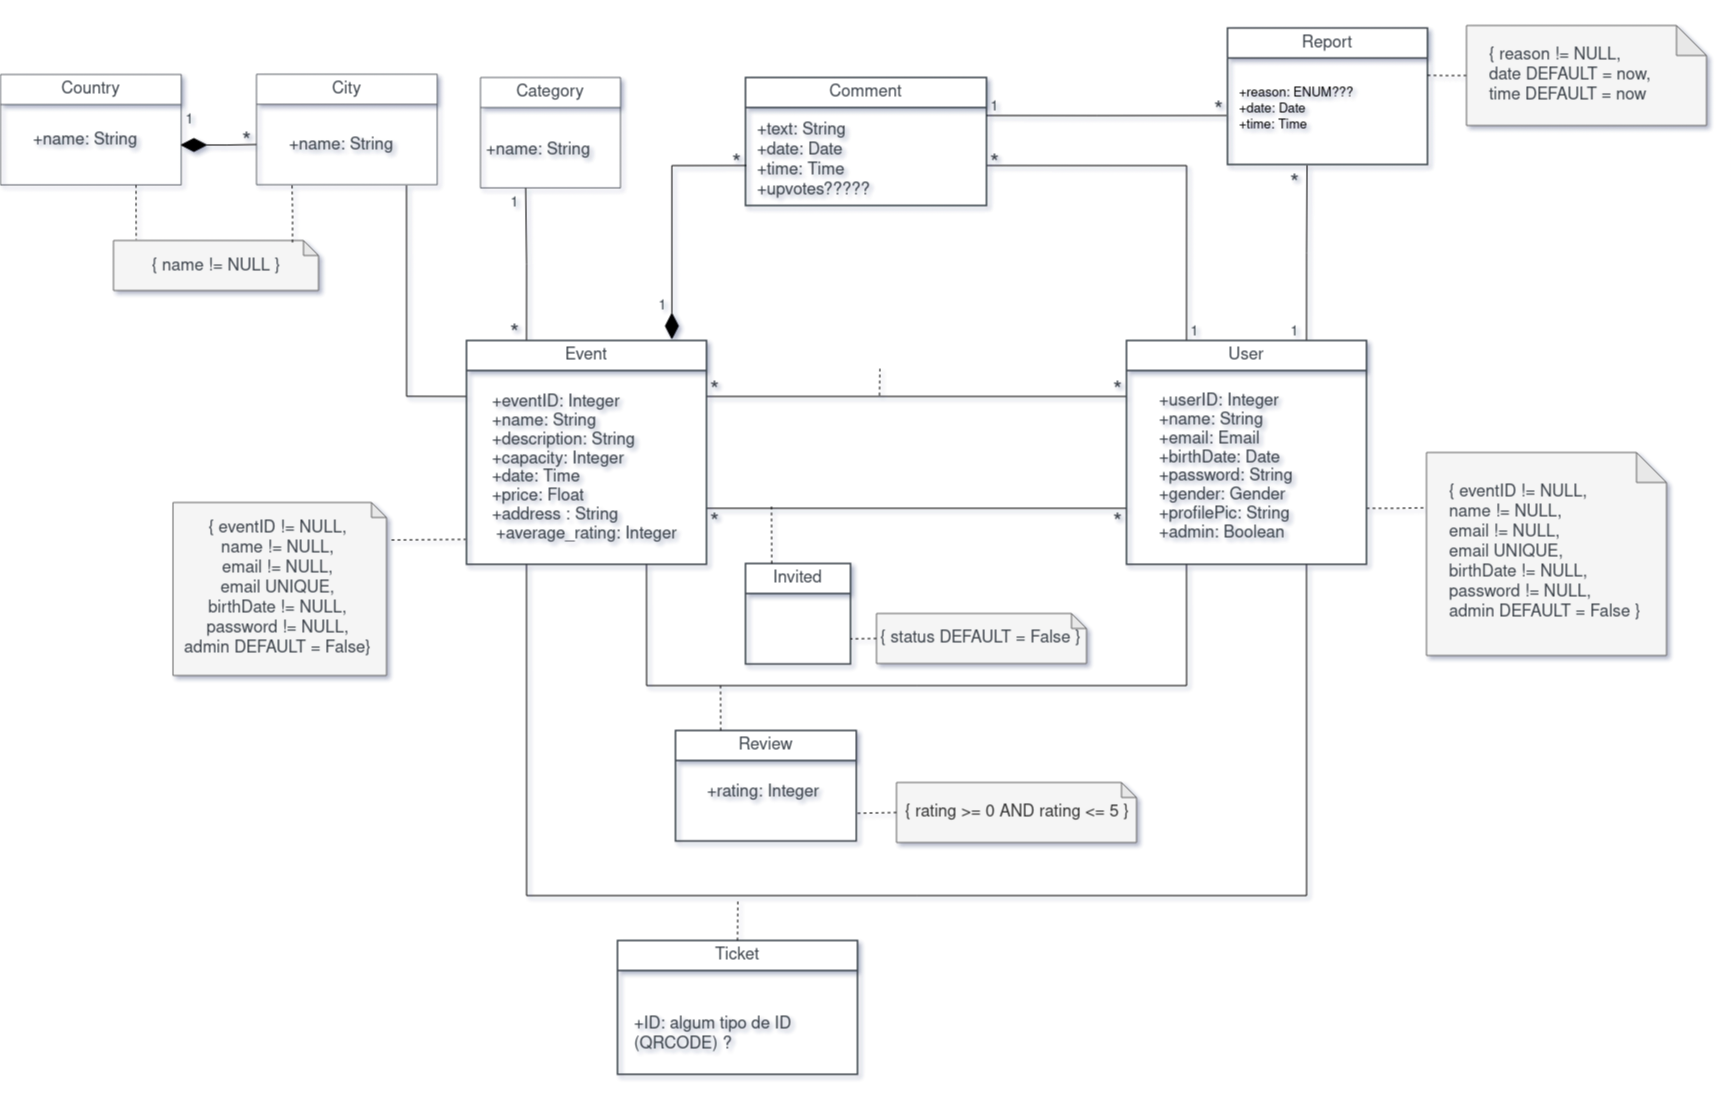 Country
+name: String
1
*
City
+name: String
{ name != NULL }
Category
+name: String
1
*
Comment
+text: String
+date: Date
+time: Time
+upvotes?????
1
*
*
1
*
1
Report
+reason: ENUM???
+date: Date
+time: Time
*
1
{ reason != NULL,
date DEFAULT = now,
time DEFAULT = now
Event
+eventID: Integer
+name: String
+description: String
+capacity: Integer
+date: Time
+price: Float
+address : String
+average_rating: Integer
*
*
*
*
User
+userID: Integer
+name: String
+email: Email
+birthDate: Date
+password: String
+gender: Gender
+profilePic: String
+admin: Boolean
{ eventID != NULL,
name != NULL,
email != NULL,
email UNIQUE,
birthDate != NULL,
password != NULL,
admin DEFAULT = False}
{ eventID != NULL,
name != NULL,
email != NULL,
email UNIQUE,
birthDate != NULL,
password != NULL,
admin DEFAULT = False }
Invited
{ status DEFAULT = False }
Review
+rating: Integer
{ rating >= 0 AND rating <= 5 }
Ticket
+ID: algum tipo de ID
(QRCODE) ?